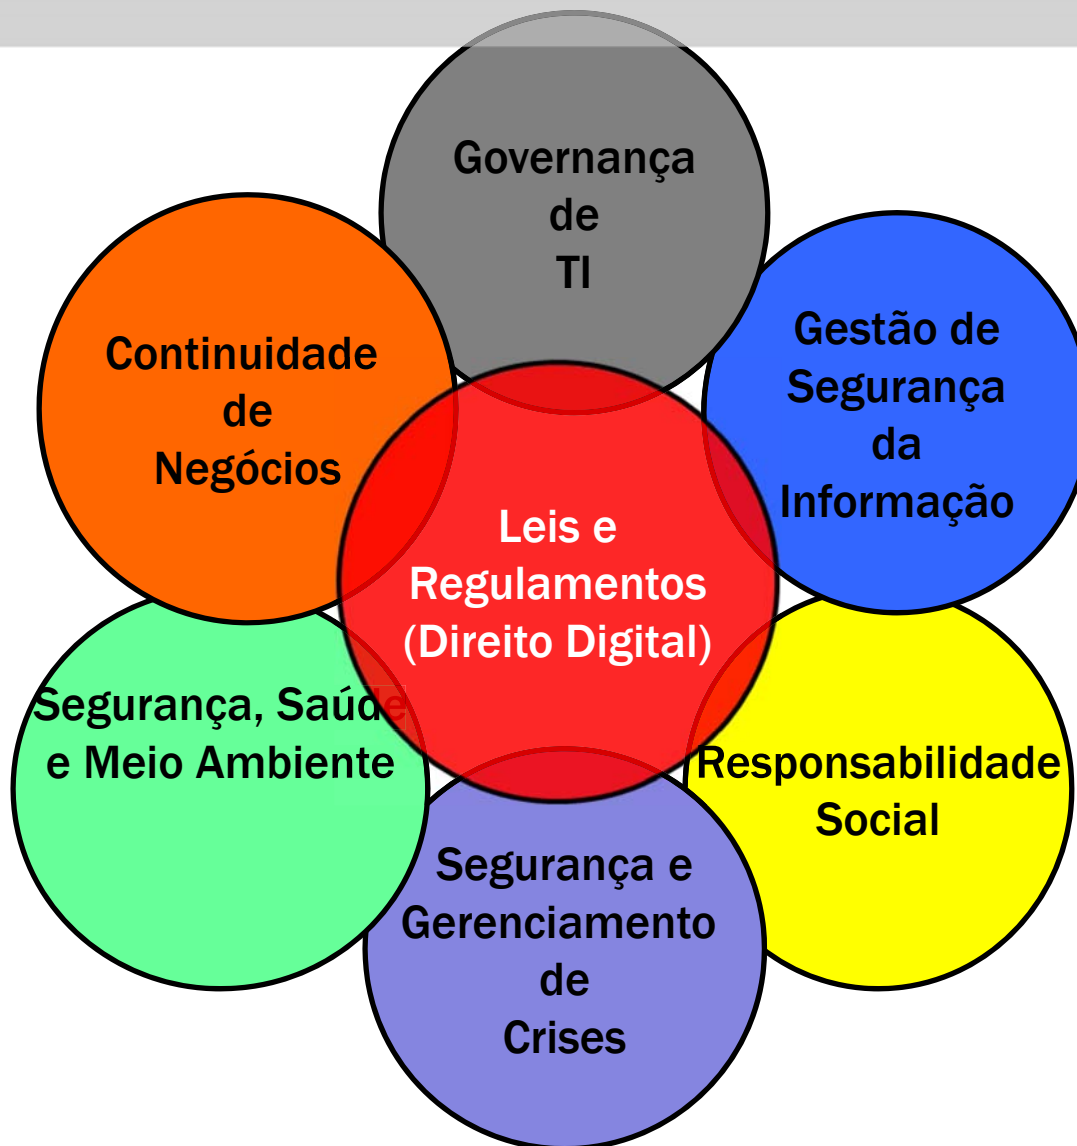 Governança
de
TI
Continuidade
de
Negócios
Gestão de
Segurança
da
Informação
Leis e
Regulamentos
(Direito Digital)
Segurança, Saúde
e Meio Ambiente
Responsabilidade
Social
Segurança e
Gerenciamento
de
Crises